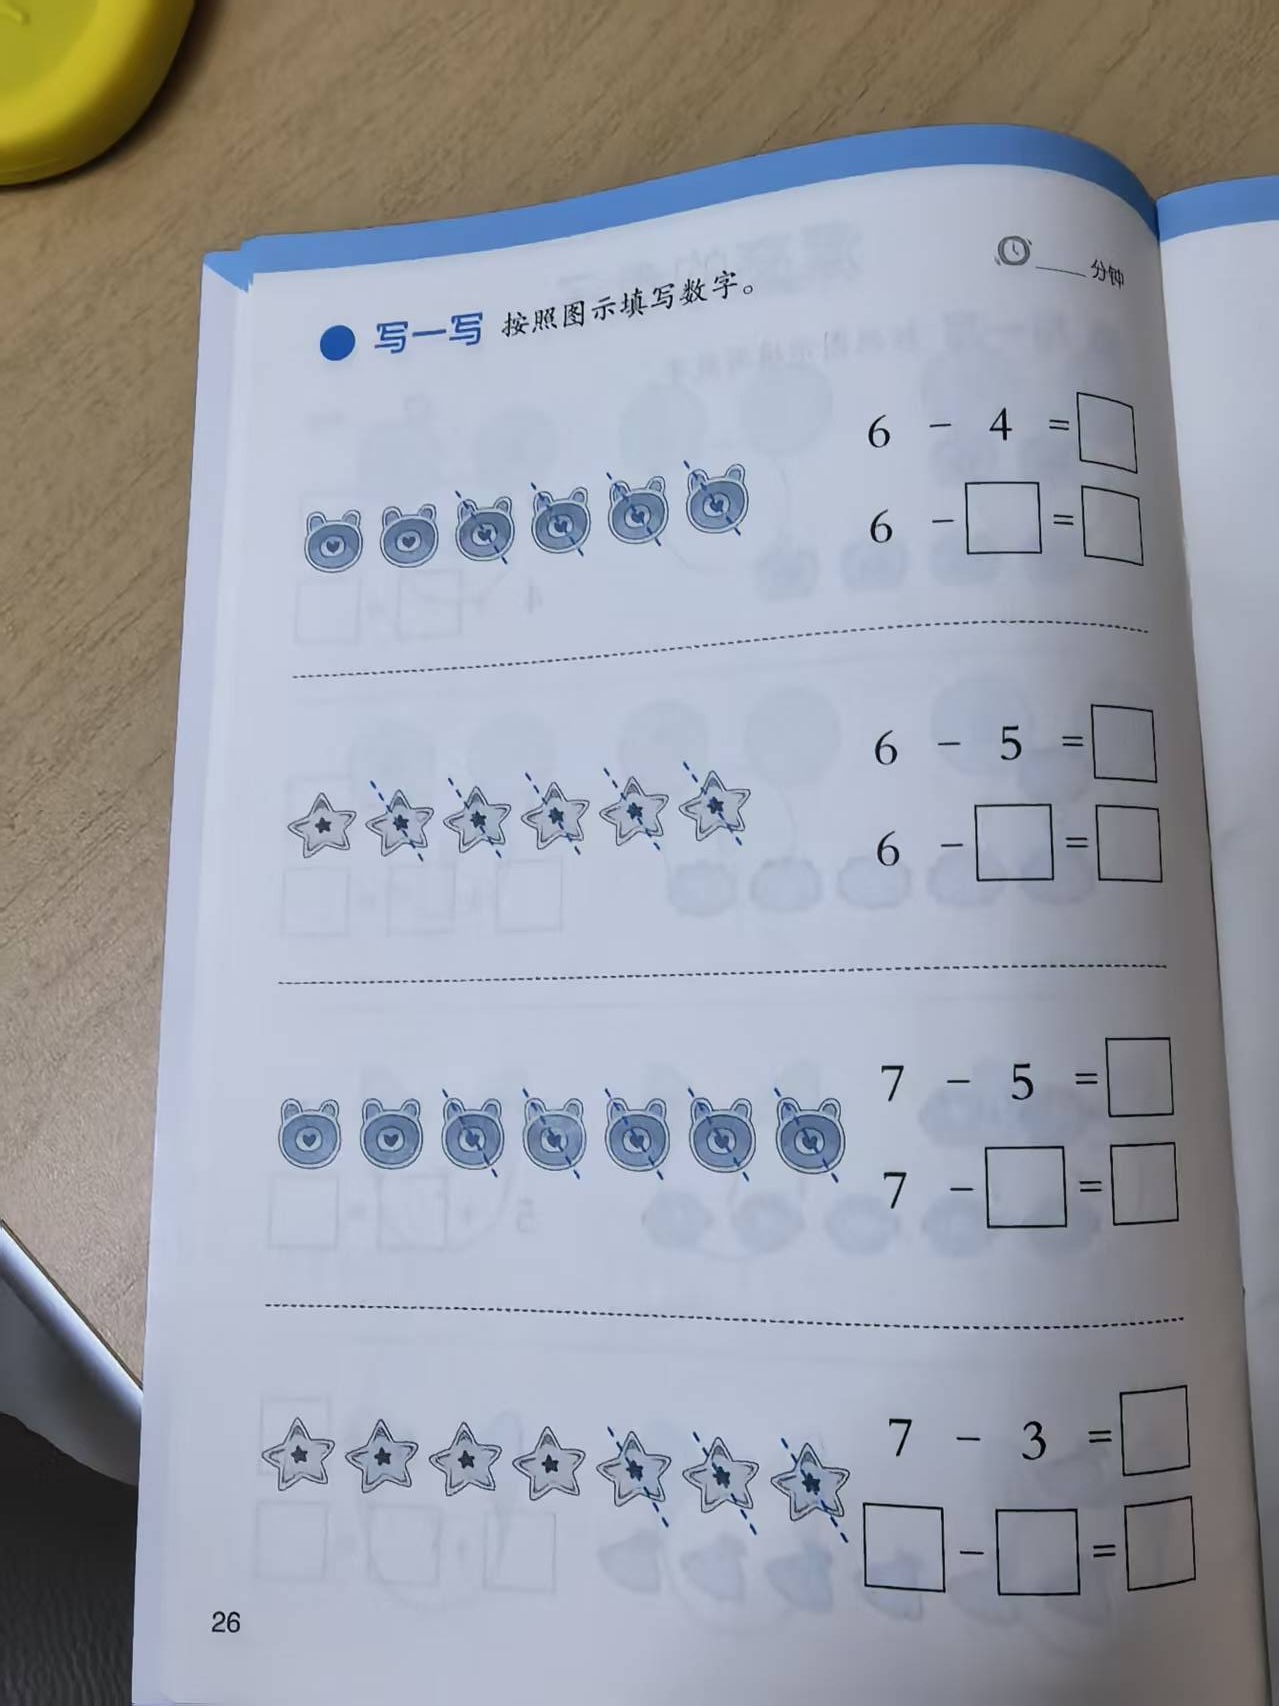 写一写 按照图示填写数字。
分钟
6 - 4 =
6 - =
6 - 5 =
6 - =
7 - 5 =
7 - =
7 - 3 =
- =
26